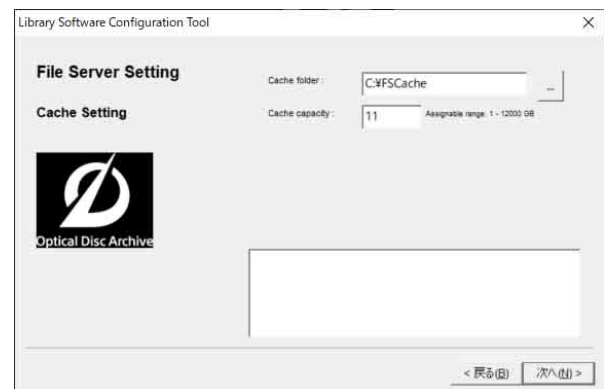 Library Software Configuration Tool
File Server Setting
Cache folder :
C:¥FSCache
...
Cache Setting
Cache capacity :
11
Assignable range: 1 - 12000 GB
Optical Disc Archive
< 戻る(B)
次へ(N) >